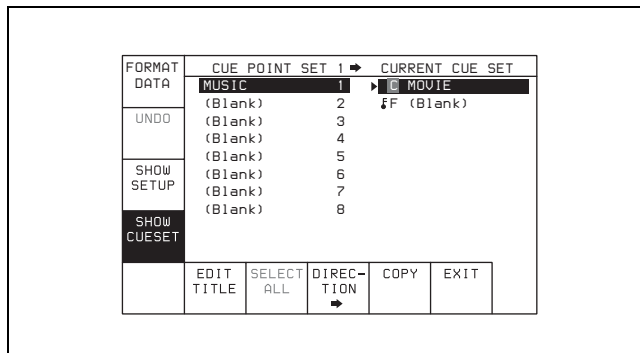 FORMAT DATA
UNDO
SHOW SETUP
SHOW CUESET
CUE POINT SET 1 ➡ CURRENT CUE SET
MUSIC 1 ▶ C MOVIE
(Blank) 2 F (Blank)
(Blank) 3
(Blank) 4
(Blank) 5
(Blank) 6
(Blank) 7
(Blank) 8
EDIT TITLE
SELECT ALL
DIREC-TION ➡
COPY
EXIT